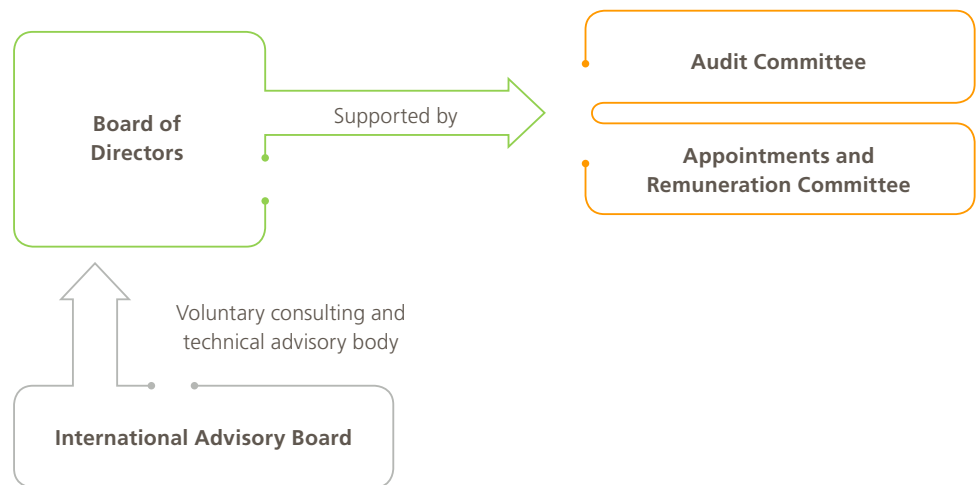 Board of
Directors
Supported by
Audit Committee
Appointments and
Remuneration Committee
Voluntary consulting and
technical advisory body
International Advisory Board